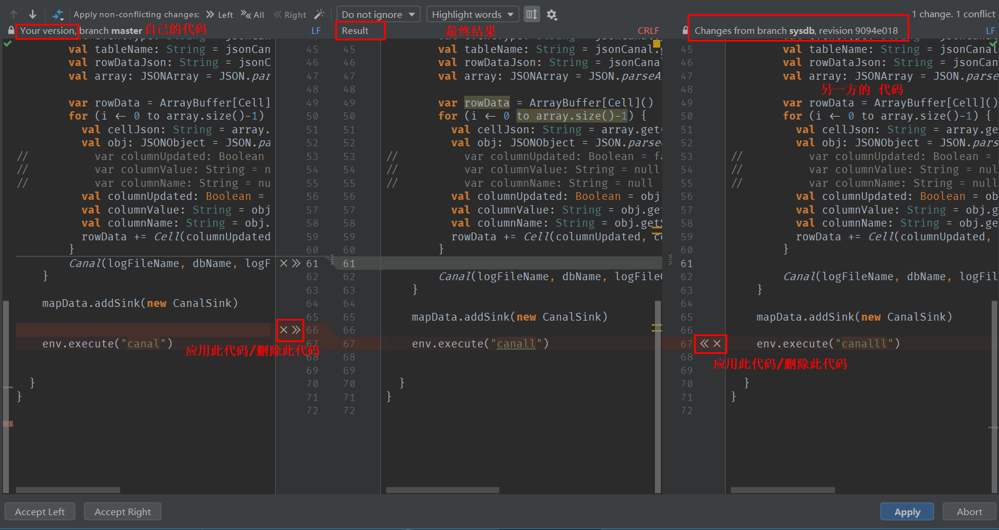 Apply non-conflicting changes: Left All Right Do not ignore Highlight words 1 change. 1 conflict
Your version, branch master 自己的代码 LF Result 最终结果 CRLF Changes from branch sysdb, revision 9094e018 LF
val tableName: String = jsonCan 45 45 val tableName: String = jsonCanal. 45 val tableName: String = jsonCan
val rowDataJson: String = jsonC 46 46 val rowDataJson: String = jsonCana 46 val rowDataJson: String = jsonCan
val array: JSONArray = JSON.par 47 47 val array: JSONArray = JSON.parseA 47 val array: JSONArray = JSON.parse
48 48 48 另一方的 代码
var rowData = ArrayBuffer[Cell] 49 49 var rowData = ArrayBuffer[Cell]() 49 var rowData = ArrayBuffer[Cell]()
for (i ← 0 to array.size()-1) 50 50 for (i ← 0 to array.size()-1) { 50 for (i ← 0 to array.size()-1) {
val cellJson: String = array. 51 51 val cellJson: String = array.get 51 val cellJson: String = array.ge
val obj: JSONObject = JSON.pa 52 52 val obj: JSONObject = JSON.parse 52 val obj: JSONObject = JSON.pars
// var columnUpdated: Boolean 53 53 // var columnUpdated: Boolean = fa 53 // var columnUpdated: Boolean =
// var columnValue: String = n 54 54 // var columnValue: String = null 54 // var columnValue: String = nul
// var columnName: String = nu 55 55 // var columnName: String = null 55 // var columnName: String = null
val columnUpdated: Boolean = 56 56 val columnUpdated: Boolean = obj 56 val columnUpdated: Boolean = ob
val columnValue: String = obj 57 57 val columnValue: String = obj.ge 57 val columnValue: String = obj.g
val columnName: String = obj. 58 58 val columnName: String = obj.get 58 val columnName: String = obj.ge
rowData += Cell(columnUpdated 59 59 rowData += Cell(columnUpdated, c 59 rowData += Cell(columnUpdated,
} 60 60 } 60 }
Canal(logFileName, dbName, logF 61 61 61
} 62 62 Canal(logFileName, dbName, logFile 62 Canal(logFileName, dbName, logFil
63 63 } 63 }
mapData.addSink(new CanalSink) 64 64 64
65 65 mapData.addSink(new CanalSink) 65 mapData.addSink(new CanalSink)
66 66 66
env.execute("canal") 67 67 env.execute("canall") 67 env.execute("canalll")
应用此代码/删除此代码 68 68 68 应用此代码/删除此代码
69 69 69
} 70 70 } 70 }
} 71 71 } 71 }
72 72 72
Accept Left Accept Right Apply Abort